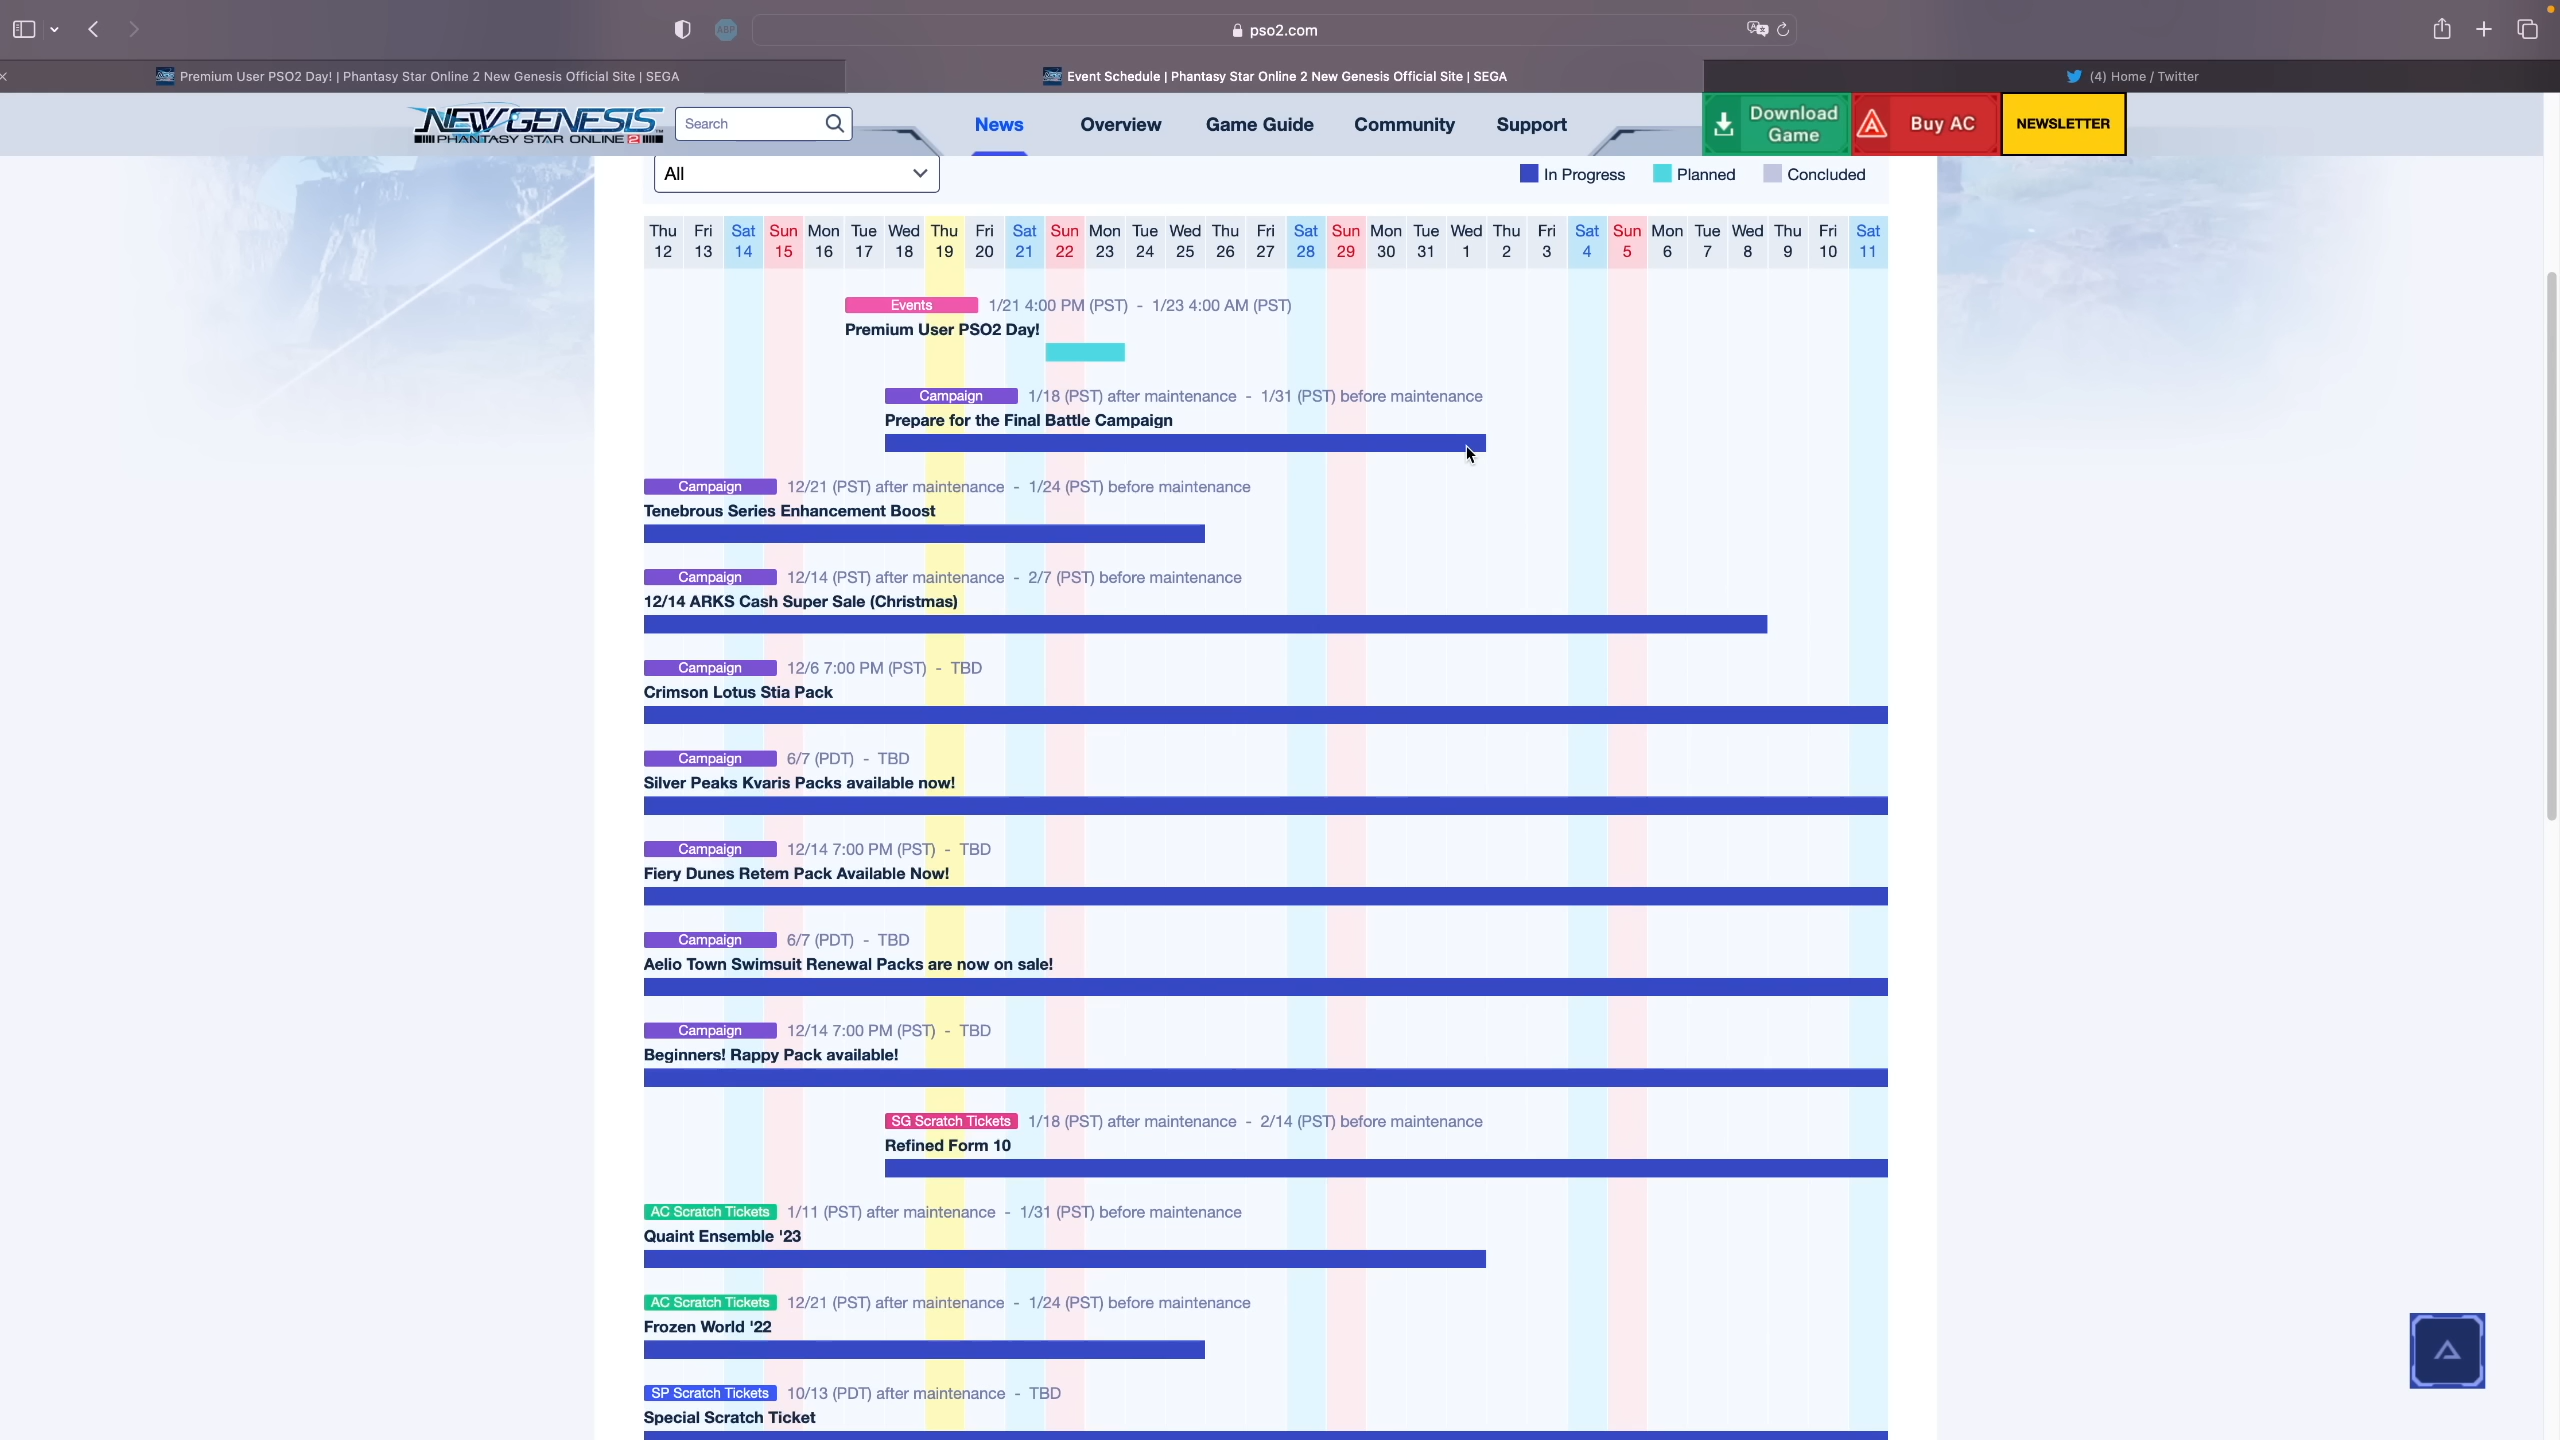 pso2.com
Premium User PSO2 Day! | Phantasy Star Online 2 New Genesis Official Site | SEGA
Event Schedule | Phantasy Star Online 2 New Genesis Official Site | SEGA
(4) Home / Twitter
NEW GENESIS
PHANTASY STAR ONLINE 2
Search
News
Overview
Game Guide
Community
Support
Download Game
Buy AC
NEWSLETTER
All
In Progress
Planned
Concluded
Thu Fri Sat Sun Mon Tue Wed Thu Fri Sat Sun Mon Tue Wed Thu Fri Sat Sun Mon Tue Wed Thu Fri Sat Sun Mon Tue Wed Thu Fri Sat
12 13 14 15 16 17 18 19 20 21 22 23 24 25 26 27 28 29 30 31 1 2 3 4 5 6 7 8 9 10 11
Events 1/21 4:00 PM (PST) - 1/23 4:00 AM (PST)
Premium User PSO2 Day!
Campaign 1/18 (PST) after maintenance - 1/31 (PST) before maintenance
Prepare for the Final Battle Campaign
Campaign 12/21 (PST) after maintenance - 1/24 (PST) before maintenance
Tenebrous Series Enhancement Boost
Campaign 12/14 (PST) after maintenance - 2/7 (PST) before maintenance
12/14 ARKS Cash Super Sale (Christmas)
Campaign 12/6 7:00 PM (PST) - TBD
Crimson Lotus Stia Pack
Campaign 6/7 (PDT) - TBD
Silver Peaks Kvaris Packs available now!
Campaign 12/14 7:00 PM (PST) - TBD
Fiery Dunes Retem Pack Available Now!
Campaign 6/7 (PDT) - TBD
Aelio Town Swimsuit Renewal Packs are now on sale!
Campaign 12/14 7:00 PM (PST) - TBD
Beginners! Rappy Pack available!
SG Scratch Tickets 1/18 (PST) after maintenance - 2/14 (PST) before maintenance
Refined Form 10
AC Scratch Tickets 1/11 (PST) after maintenance - 1/31 (PST) before maintenance
Quaint Ensemble '23
AC Scratch Tickets 12/21 (PST) after maintenance - 1/24 (PST) before maintenance
Frozen World '22
SP Scratch Tickets 10/13 (PDT) after maintenance - TBD
Special Scratch Ticket